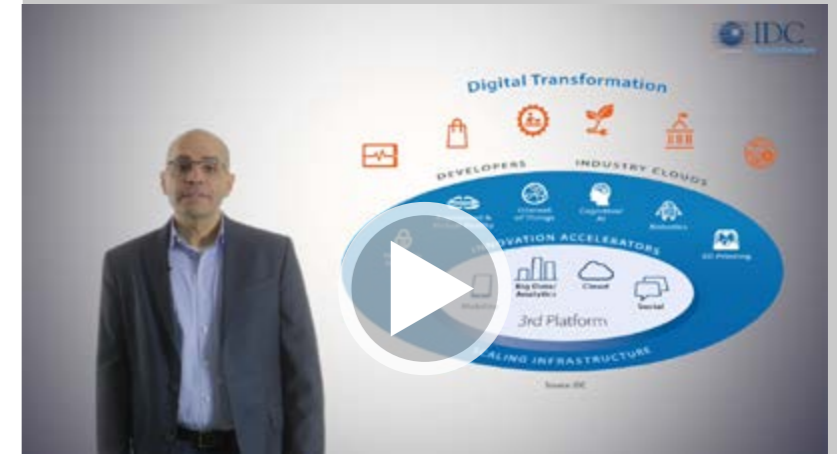 IDC
Digital Transformation
DEVELOPERS
INDUSTRY CLOUDS
Internet
of Things
Cognitive/
AI
Robotics
3D Printing
INNOVATION ACCELERATORS
Mobility
Big Data/
Analytics
Cloud
Social
3rd Platform
INFRASTRUCTURE
Source: IDC